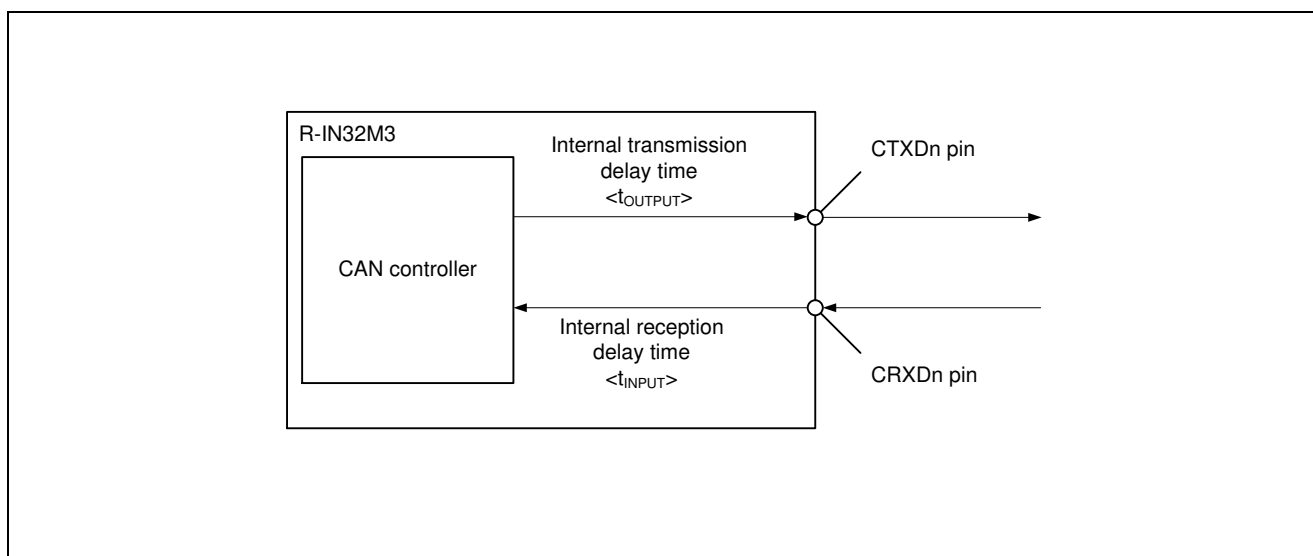 R-IN32M3
Internal transmission
delay time
<tOUTPUT>
CTXDn pin
CAN controller
Internal reception
delay time
<tINPUT>
CRXDn pin